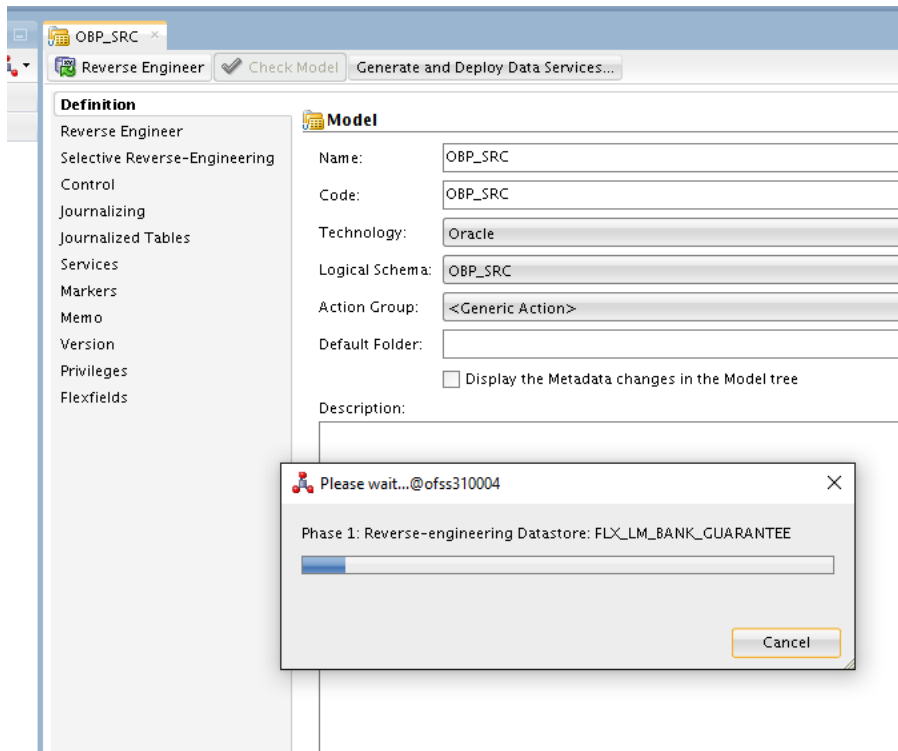 OBP_SRC
Reverse Engineer
Check Model
Generate and Deploy Data Services...
Definition
Reverse Engineer
Selective Reverse-Engineering
Control
Journalizing
Journalized Tables
Services
Markers
Memo
Version
Privileges
Flexfields
Model
Name: OBP_SRC
Code: OBP_SRC
Technology: Oracle
Logical Schema: OBP_SRC
Action Group: <Generic Action>
Default Folder:
Display the Metadata changes in the Model tree
Description:
Please wait...@ofss310004
Phase 1: Reverse-engineering Datastore: FLX_LM_BANK_GUARANTEE
Cancel